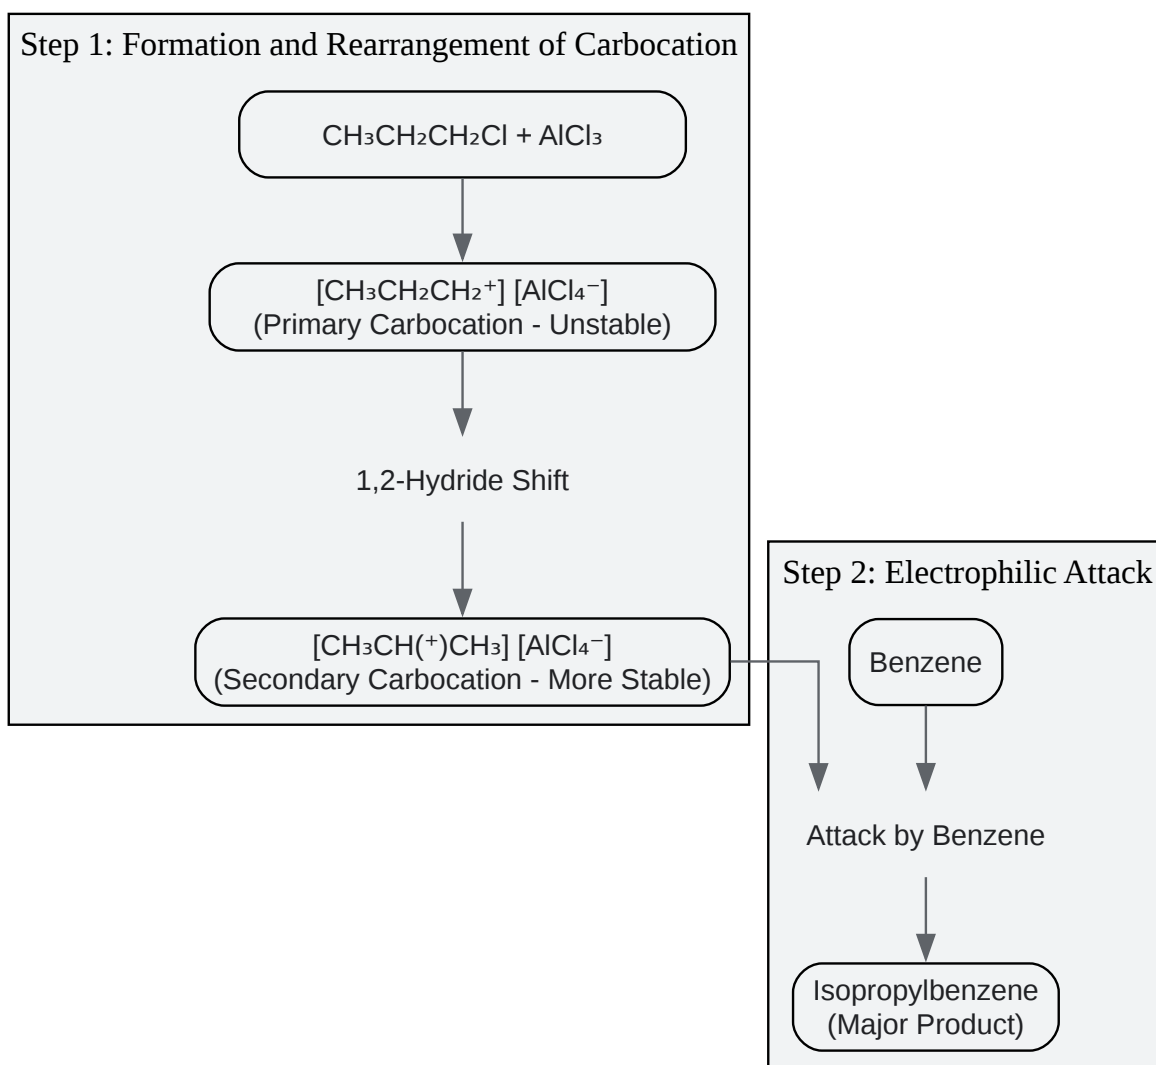 Step 1: Formation and Rearrangement of Carbocation
CH₃CH₂CH₂Cl + AlCl₃
[CH₃CH₂CH₂⁺] [AlCl₄⁻]
(Primary Carbocation - Unstable)
1,2-Hydride Shift
[CH₃CH(⁺)CH₃] [AlCl₄⁻]
(Secondary Carbocation - More Stable)
Step 2: Electrophilic Attack
Benzene
Attack by Benzene
Isopropylbenzene
(Major Product)